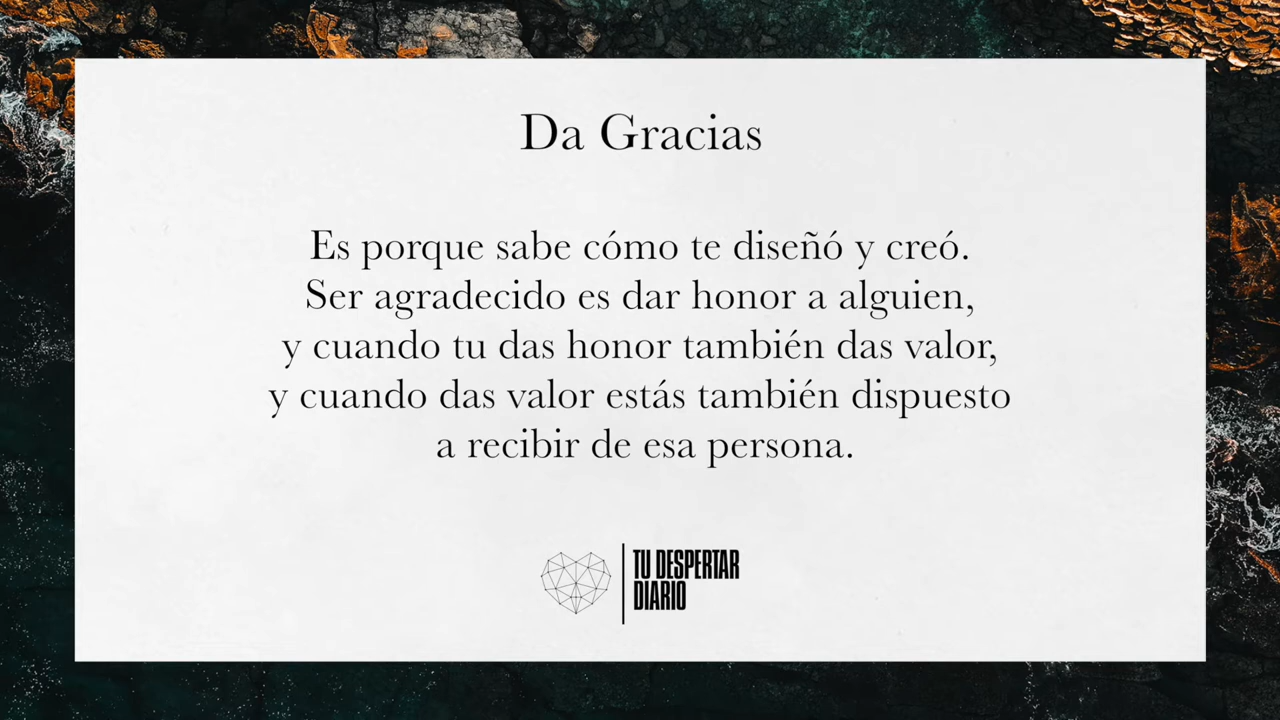 Da Gracias
Es porque sabe cómo te diseñó y creó.
Ser agradecido es dar honor a alguien,
y cuando tu das honor también das valor,
y cuando das valor estás también dispuesto
a recibir de esa persona.
TU DESPERTAR
DIARIO